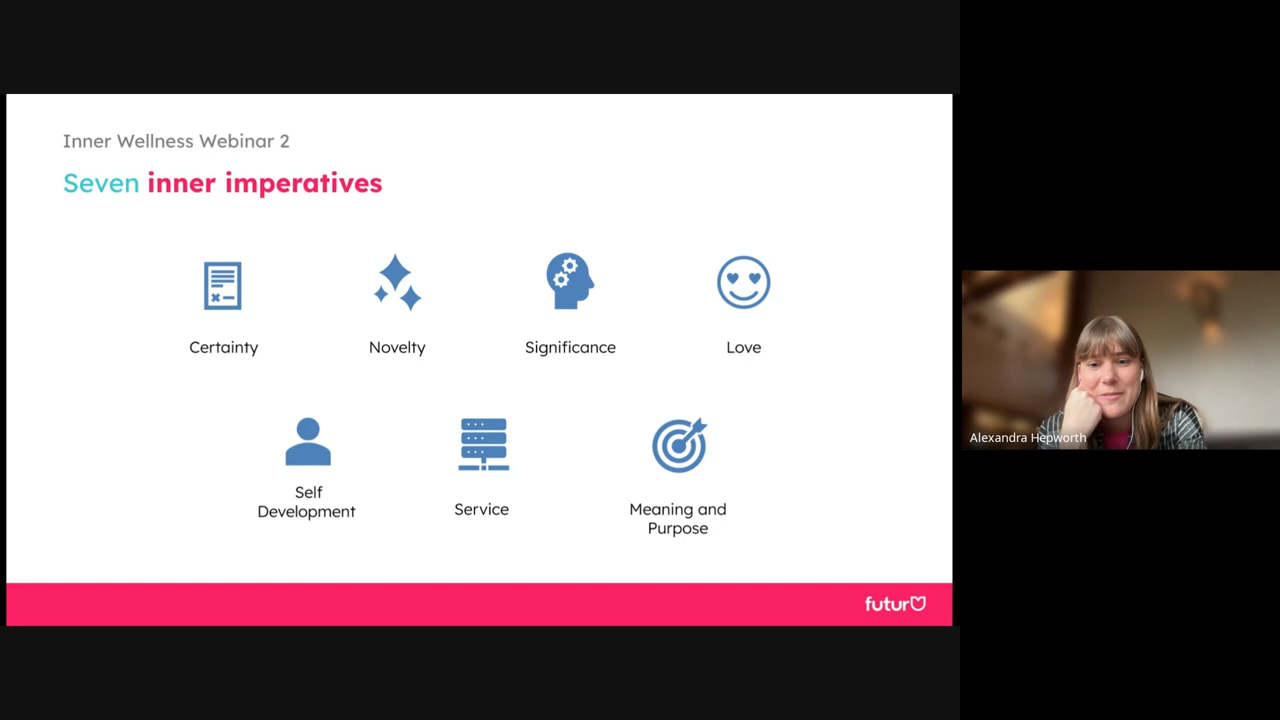 Inner Wellness Webinar 2
Seven inner imperatives
Certainty
Novelty
Significance
Love
Self
Development
Service
Meaning and
Purpose
futurU
Alexandra Hepworth